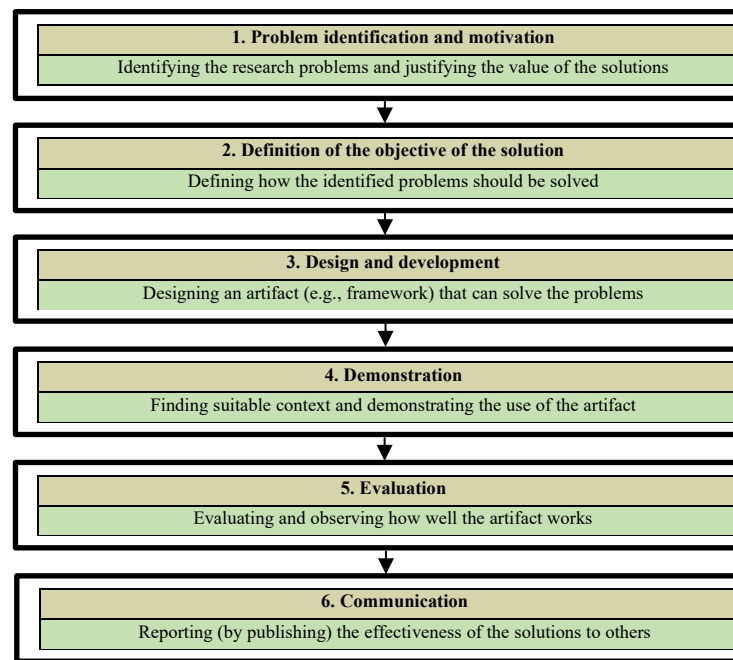 1. Problem identification and motivation
Identifying the research problems and justifying the value of the solutions
2. Definition of the objective of the solution
Defining how the identified problems should be solved
3. Design and development
Designing an artifact (e.g., framework) that can solve the problems
4. Demonstration
Finding suitable context and demonstrating the use of the artifact
5. Evaluation
Evaluating and observing how well the artifact works
6. Communication
Reporting (by publishing) the effectiveness of the solutions to others